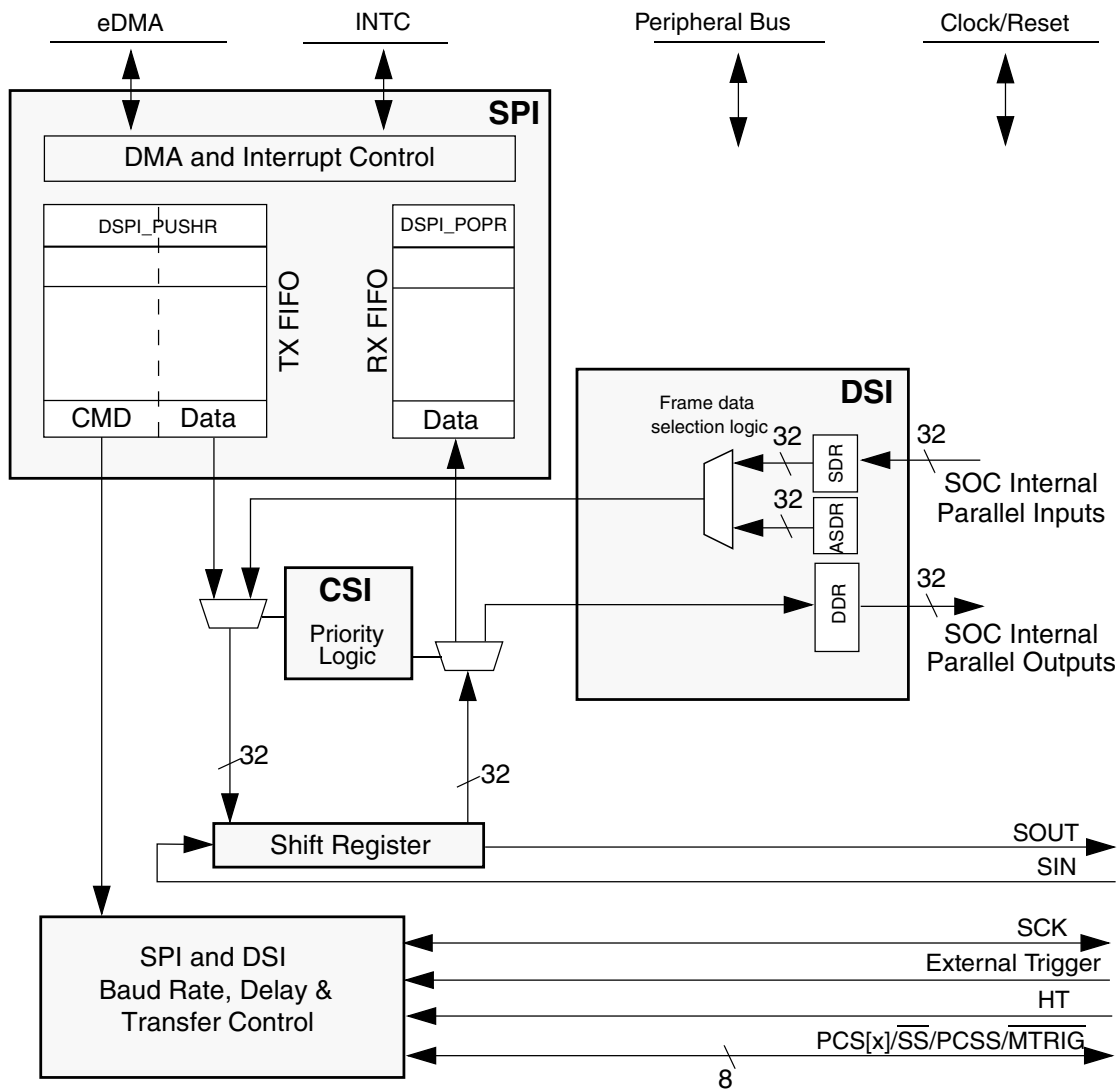 eDMA
INTC
Peripheral Bus
Clock/Reset
SPI
DMA and Interrupt Control
DSPI_PUSHR
DSPI_POPR
TX FIFO
RX FIFO
CMD
Data
Data
DSI
Frame data
selection logic
32
SDR
32
SOC Internal
Parallel Inputs
32
ASDR
DDR
32
SOC Internal
Parallel Outputs
CSI
Priority
Logic
32
32
Shift Register
SOUT
SIN
SPI and DSI
Baud Rate, Delay &
Transfer Control
SCK
External Trigger
HT
PCS[x]/S̅S̅/PCSS/M̅T̅R̅I̅G̅
8